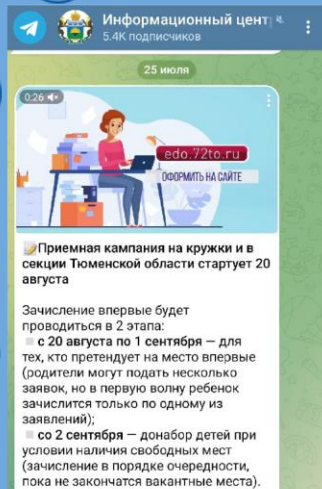 Информационный цент
5.4K подписчиков
25 июля
0:26
edo.72to.ru
ОФОРМИТЬ НА САЙТЕ
📝Приемная кампания на кружки и в
секции Тюменской области стартует 20
августа
Зачисление впервые будет
проводиться в 2 этапа:
с 20 августа по 1 сентября — для
тех, кто претендует на место впервые
(родители могут подать несколько
заявок, но в первую волну ребенок
зачислится только по одному из
заявлений);
со 2 сентября — донабор детей при
условии наличия свободных мест
(зачисление в порядке очередности,
пока не закончатся вакантные места).